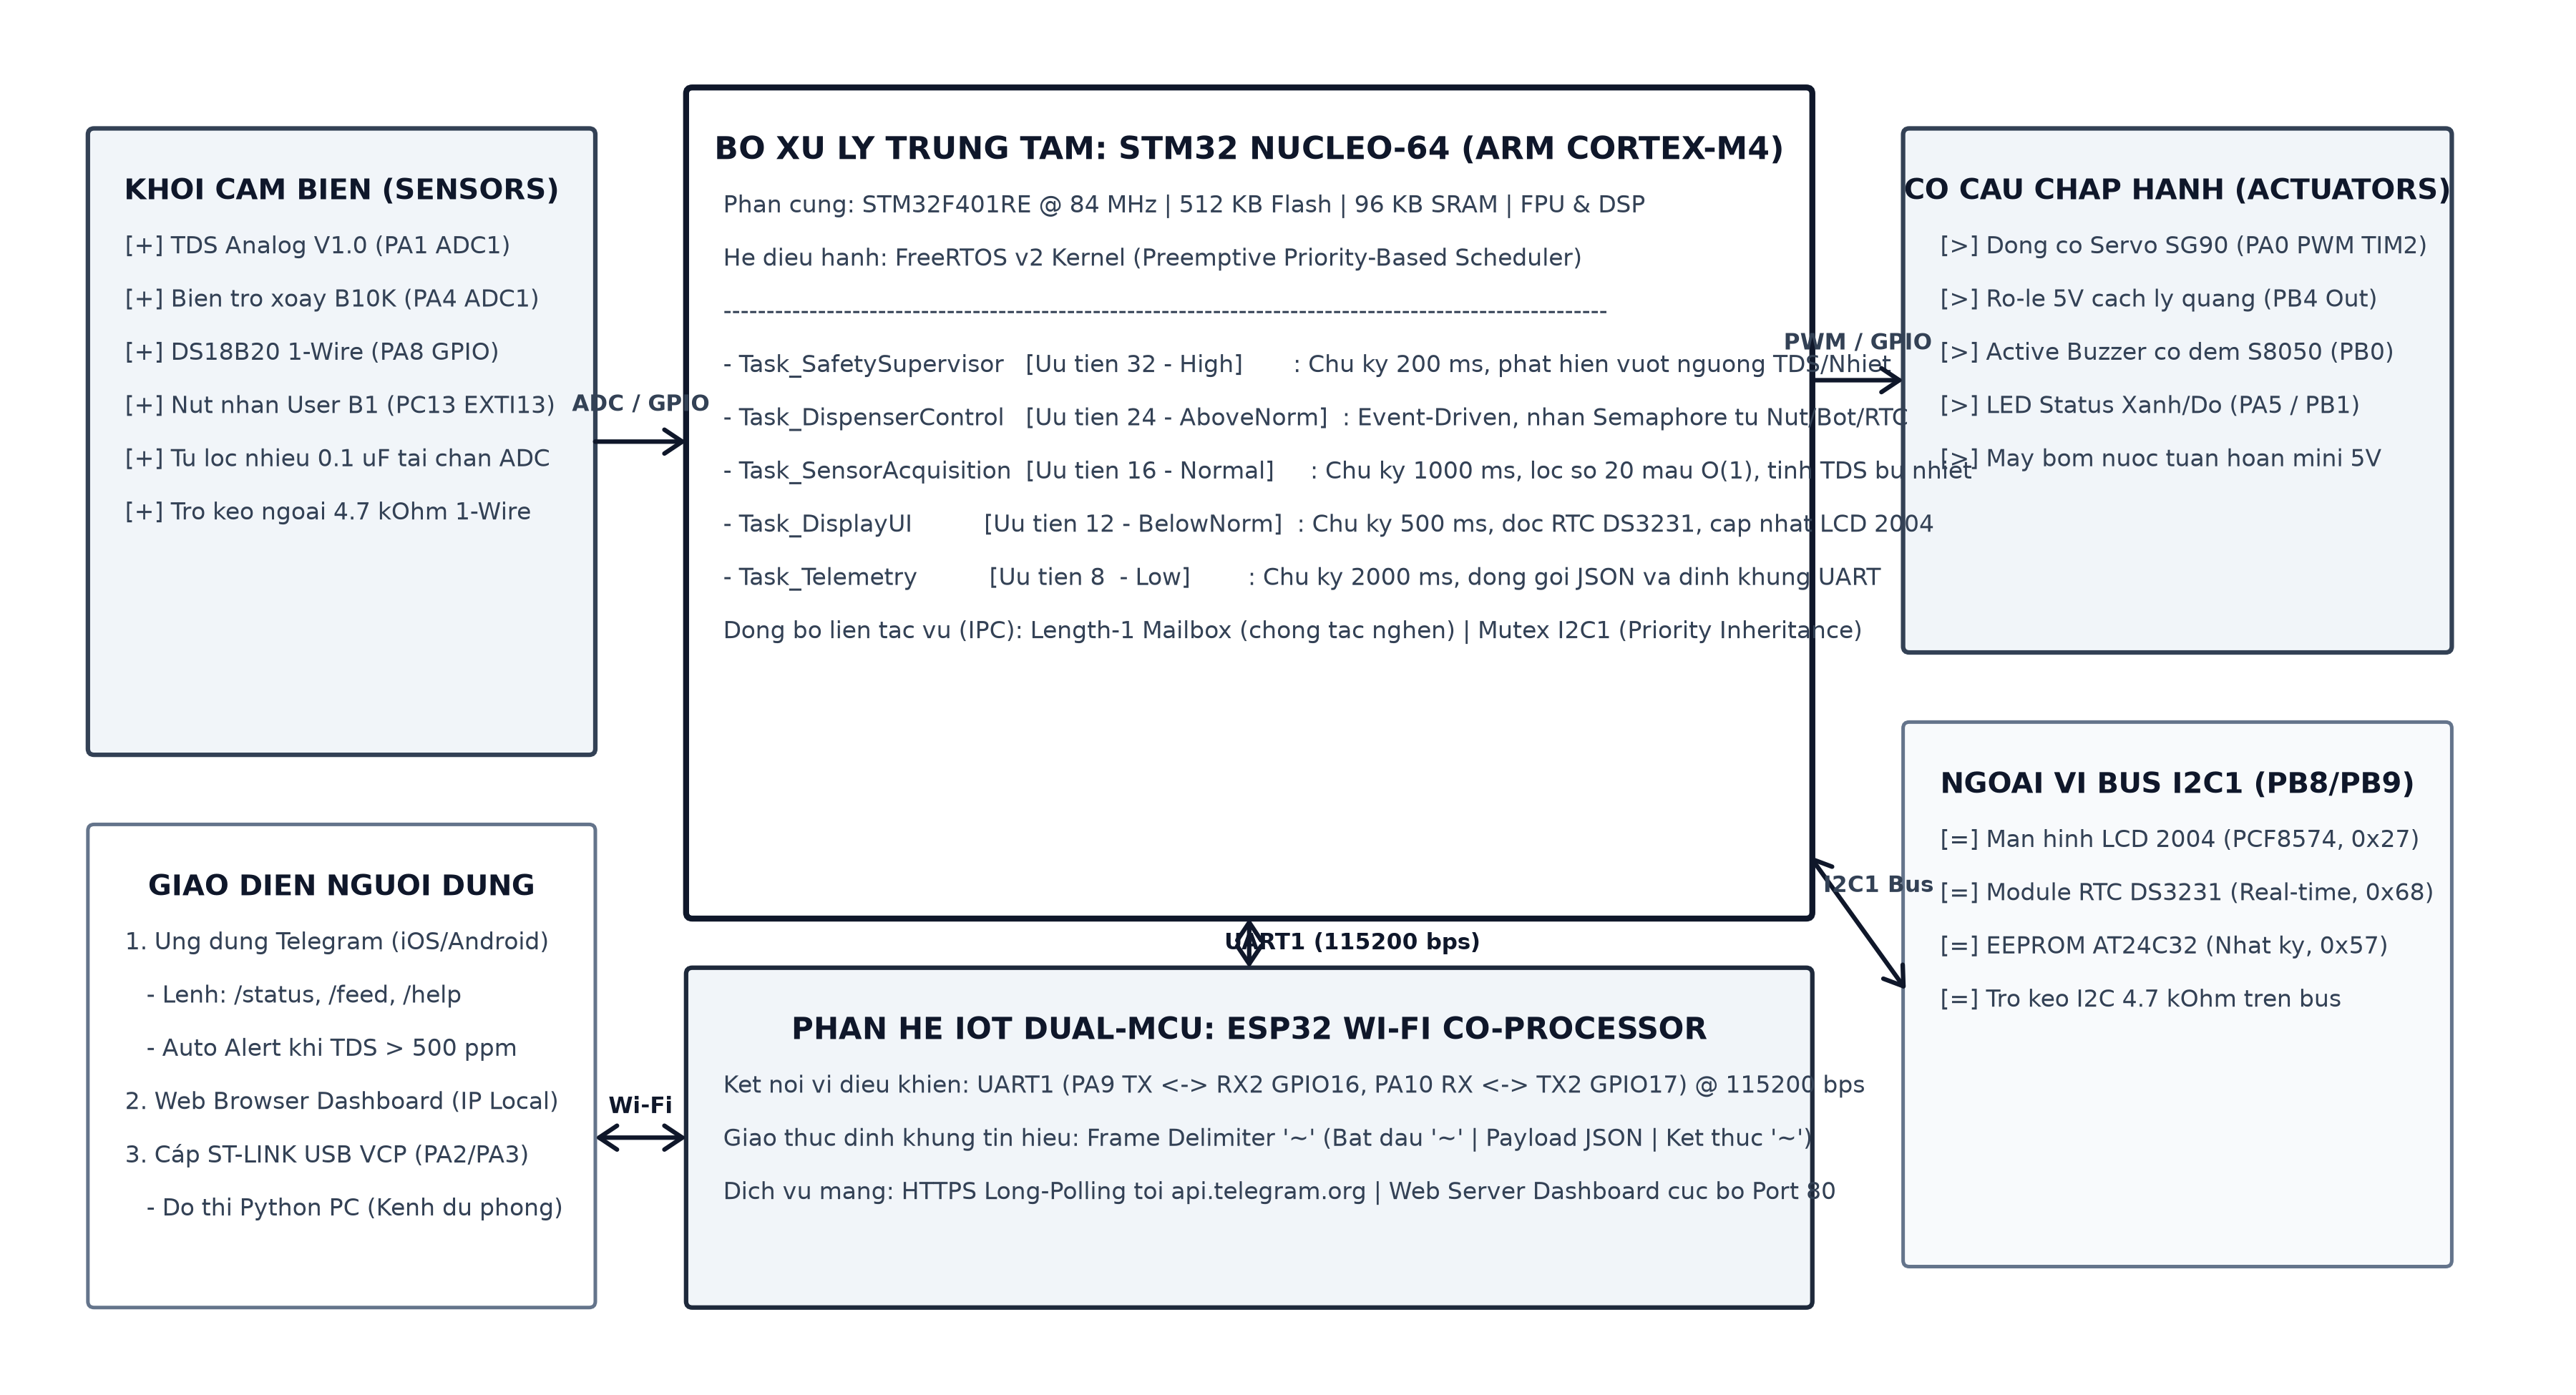 KHOI CAM BIEN (SENSORS)
[+] TDS Analog V1.0 (PA1 ADC1)
[+] Bien tro xoay B10K (PA4 ADC1)
[+] DS18B20 1-Wire (PA8 GPIO)
[+] Nut nhan User B1 (PC13 EXTI13)
[+] Tu loc nhieu 0.1 uF tai chan ADC
[+] Tro keo ngoai 4.7 kOhm 1-Wire
ADC / GPIO
BO XU LY TRUNG TAM: STM32 NUCLEO-64 (ARM CORTEX-M4)
Phan cung: STM32F401RE @ 84 MHz | 512 KB Flash | 96 KB SRAM | FPU & DSP
He dieu hanh: FreeRTOS v2 Kernel (Preemptive Priority-Based Scheduler)
-------------------------------------------------------------------------------------------------------
- Task_SafetySupervisor [Uu tien 32 - High] : Chu ky 200 ms, phat hien vuot nguong TDS/Nhiet
- Task_DispenserControl [Uu tien 24 - AboveNorm] : Event-Driven, nhan Semaphore tu Nut/Bot/RTC
- Task_SensorAcquisition [Uu tien 16 - Normal] : Chu ky 1000 ms, loc so 20 mau O(1), tinh TDS bu nhiet
- Task_DisplayUI [Uu tien 12 - BelowNorm] : Chu ky 500 ms, doc RTC DS3231, cap nhat LCD 2004
- Task_Telemetry [Uu tien 8 - Low] : Chu ky 2000 ms, dong goi JSON va dinh khung UART
Dong bo lien tac vu (IPC): Length-1 Mailbox (chong tac nghen) | Mutex I2C1 (Priority Inheritance)
PWM / GPIO
CO CAU CHAP HANH (ACTUATORS)
[>] Dong co Servo SG90 (PA0 PWM TIM2)
[>] Ro-le 5V cach ly quang (PB4 Out)
[>] Active Buzzer co dem S8050 (PB0)
[>] LED Status Xanh/Do (PA5 / PB1)
[>] May bom nuoc tuan hoan mini 5V
GIAO DIEN NGUOI DUNG
1. Ung dung Telegram (iOS/Android)
- Lenh: /status, /feed, /help
- Auto Alert khi TDS > 500 ppm
2. Web Browser Dashboard (IP Local)
3. Cáp ST-LINK USB VCP (PA2/PA3)
- Do thi Python PC (Kenh du phong)
Wi-Fi
UART1 (115200 bps)
PHAN HE IOT DUAL-MCU: ESP32 WI-FI CO-PROCESSOR
Ket noi vi dieu khien: UART1 (PA9 TX <-> RX2 GPIO16, PA10 RX <-> TX2 GPIO17) @ 115200 bps
Giao thuc dinh khung tin hieu: Frame Delimiter '~' (Bat dau '~' | Payload JSON | Ket thuc '~')
Dich vu mang: HTTPS Long-Polling toi api.telegram.org | Web Server Dashboard cuc bo Port 80
I2C1 Bus
NGOAI VI BUS I2C1 (PB8/PB9)
[=] Man hinh LCD 2004 (PCF8574, 0x27)
[=] Module RTC DS3231 (Real-time, 0x68)
[=] EEPROM AT24C32 (Nhat ky, 0x57)
[=] Tro keo I2C 4.7 kOhm tren bus